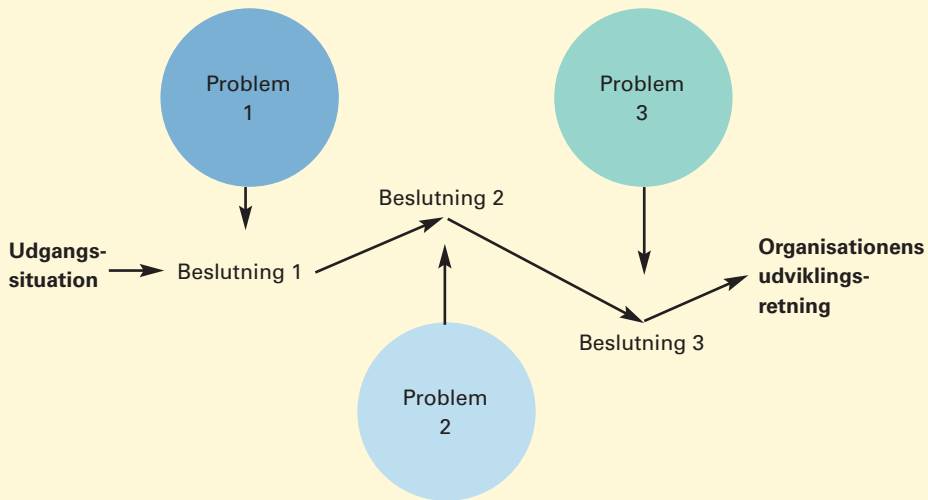 Problem
1
Problem
3
Beslutning 2
Udgangs-
situation
Beslutning 1
Organisationens
udviklings-
retning
Beslutning 3
Problem
2